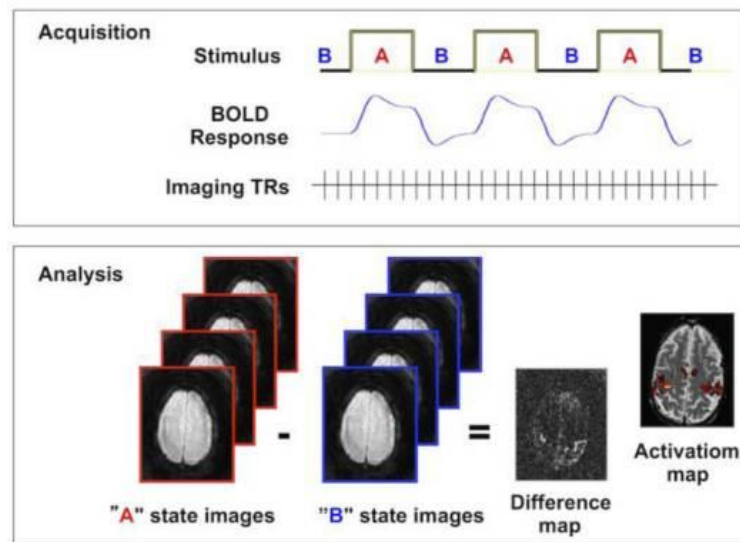 Acquisition
Stimulus
B A B A B A B
BOLD
Response
Imaging TRs
Analysis
- =
"A" state images
"B" state images
Difference
map
Activatiom
map